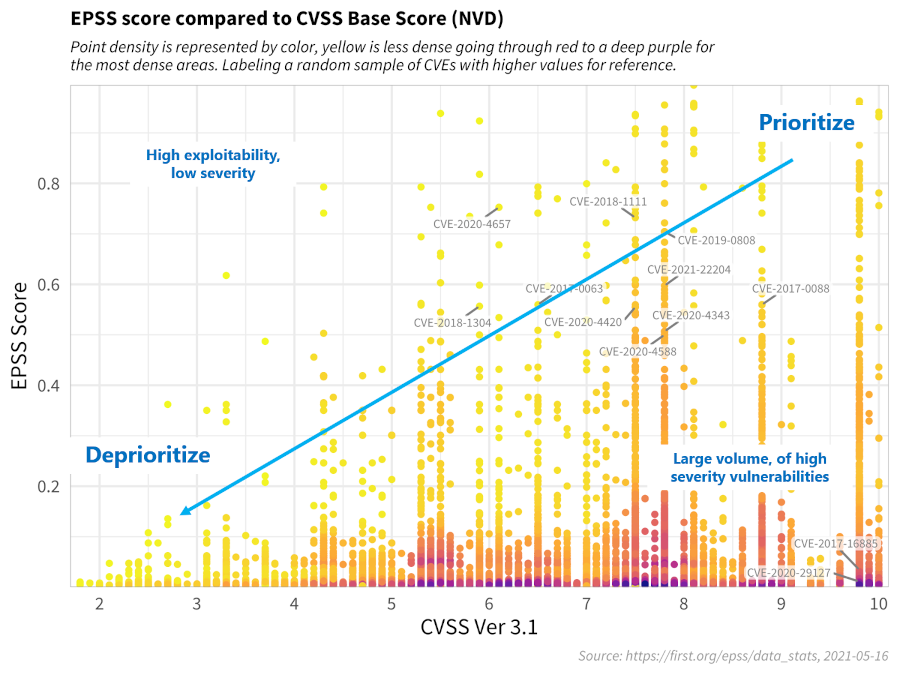 EPSS score compared to CVSS Base Score (NVD)
Point density is represented by color, yellow is less dense going through red to a deep purple for
the most dense areas. Labeling a random sample of CVEs with higher values for reference.
Prioritize
High exploitability,
low severity
0.8
CVE-2018-1111
CVE-2020-4657
CVE-2019-0808
CVE-2021-22204
0.6
CVE-2017-0063
CVE-2017-0088
CVE-2018-1304
CVE-2020-4420
CVE-2020-4343
CVE-2020-4588
EPSS Score
0.4
Deprioritize
Large volume, of high
severity vulnerabilities
0.2
CVE-2017-16885
CVE-2020-29127
2 3 4 5 6 7 8 9 10
CVSS Ver 3.1
Source: https://first.org/epss/data_stats, 2021-05-16